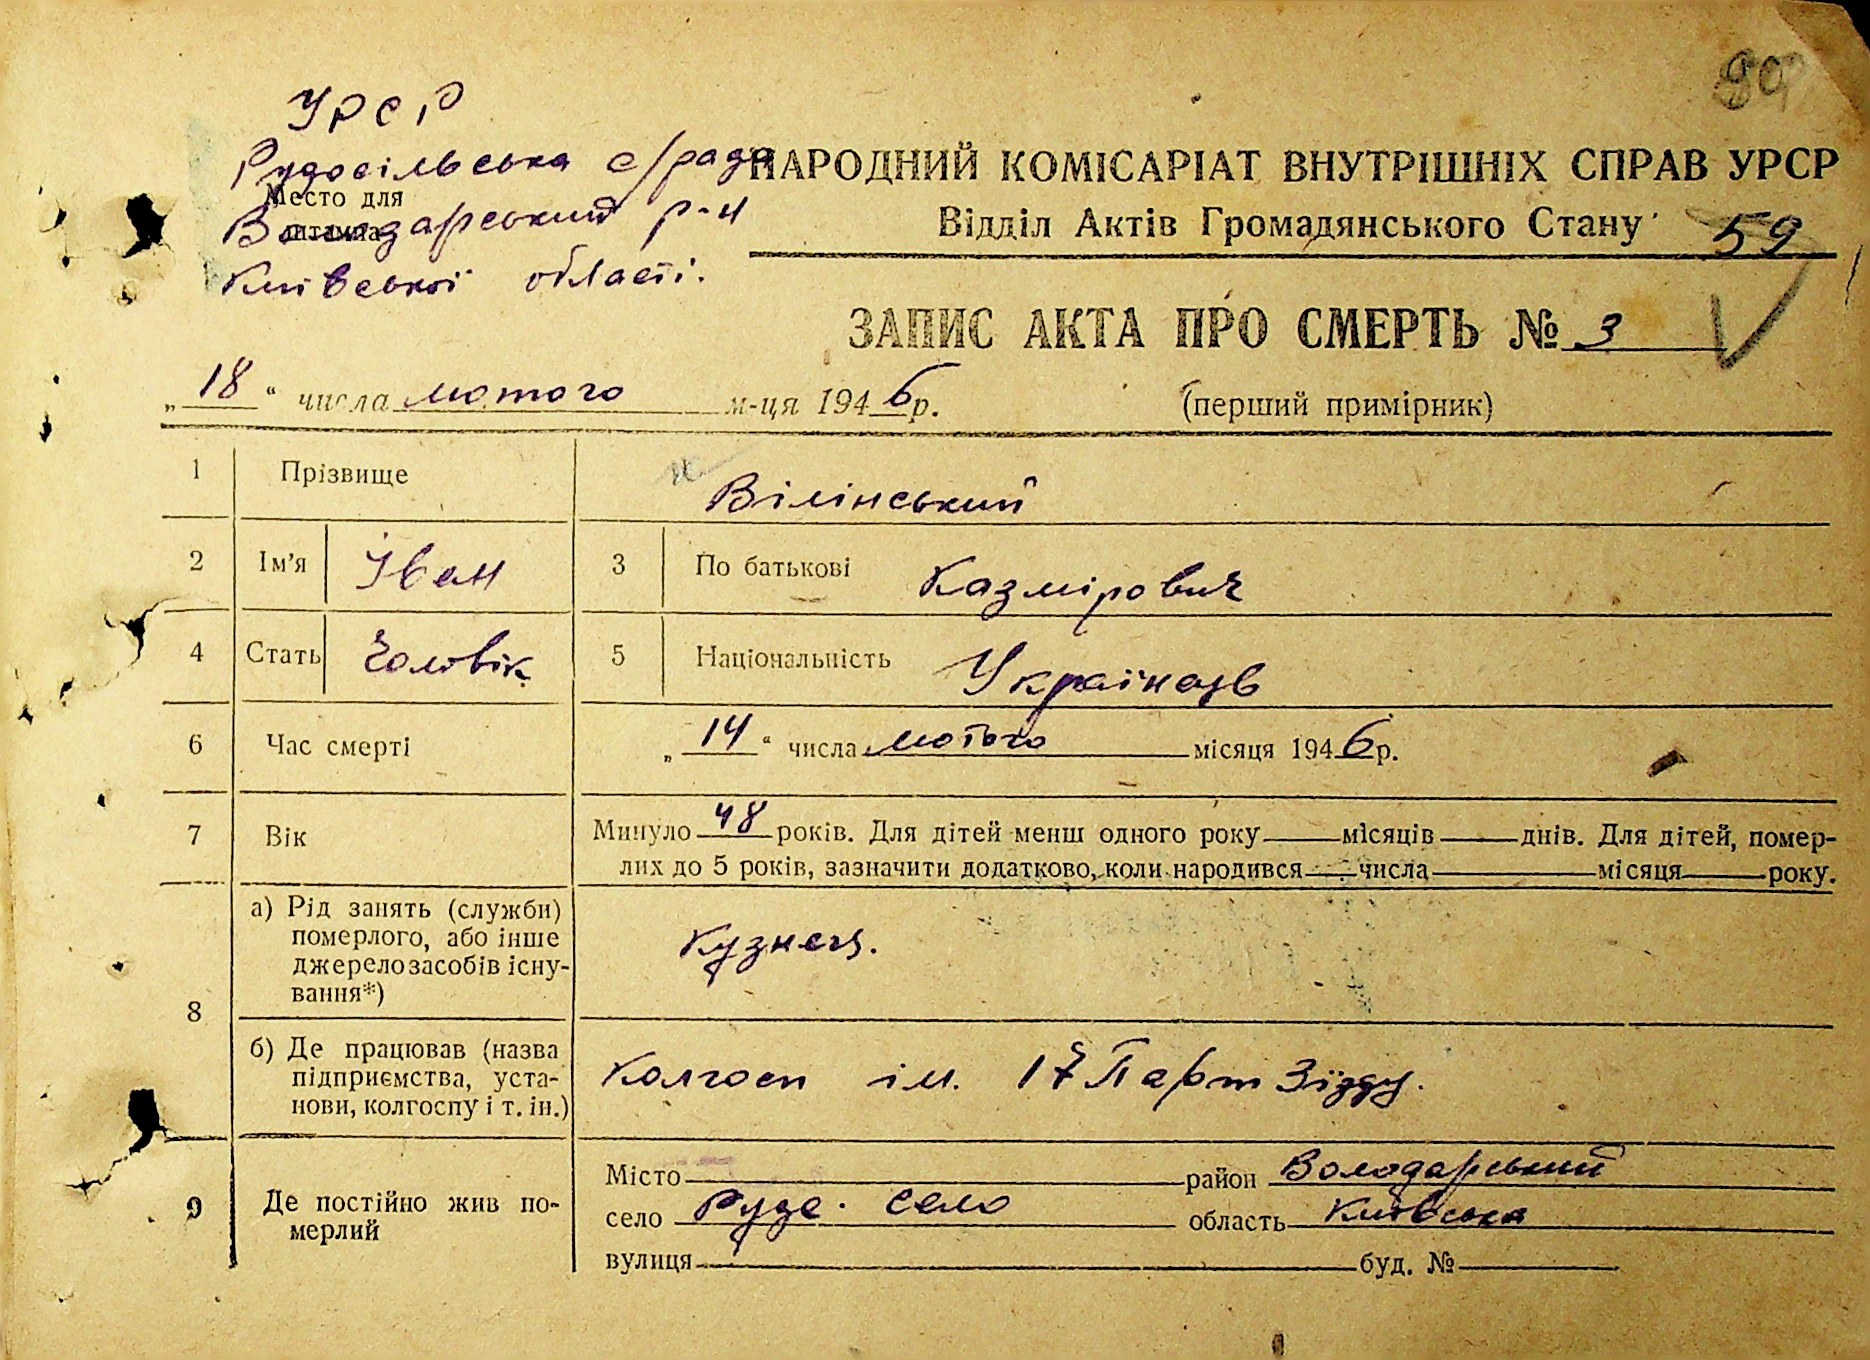 90
УРСР
Рудосільська с/рада
НАРОДНИЙ КОМІСАРІАТ ВНУТРІШНІХ СПРАВ УРСР
Место для
Володарський р-н
штампа
Відділ Актів Громадянського Стану 59
Київської області.
ЗАПИС АКТА ПРО СМЕРТЬ № 3
„18“ числа лютого м-ця 1946р. (перший примірник)
1 Прізвище Вілінський
2 Ім'я Іван 3 По батькові Казмірович
4 Стать Чоловік 5 Національність Українець
6 Час смерті „14“ числа лютого місяця 1946р.
7 Вік Минуло 48 років. Для дітей менш одного року — місяців — днів. Для дітей, помер-
лих до 5 років, зазначити додатково, коли народився — числа — місяця — року.
8 а) Рід занять (служби)
померлого, або інше
джерело засобів існу-
вання*)
Кузнець.
б) Де працював (назва
підприємства, уста-
нови, колгоспу і т. ін.)
Колгосп ім. 17 Парт Зїзду.
9 Де постійно жив по-
мерлий
Місто район Володарський
село Руде. село область Київська
вулиця буд. №